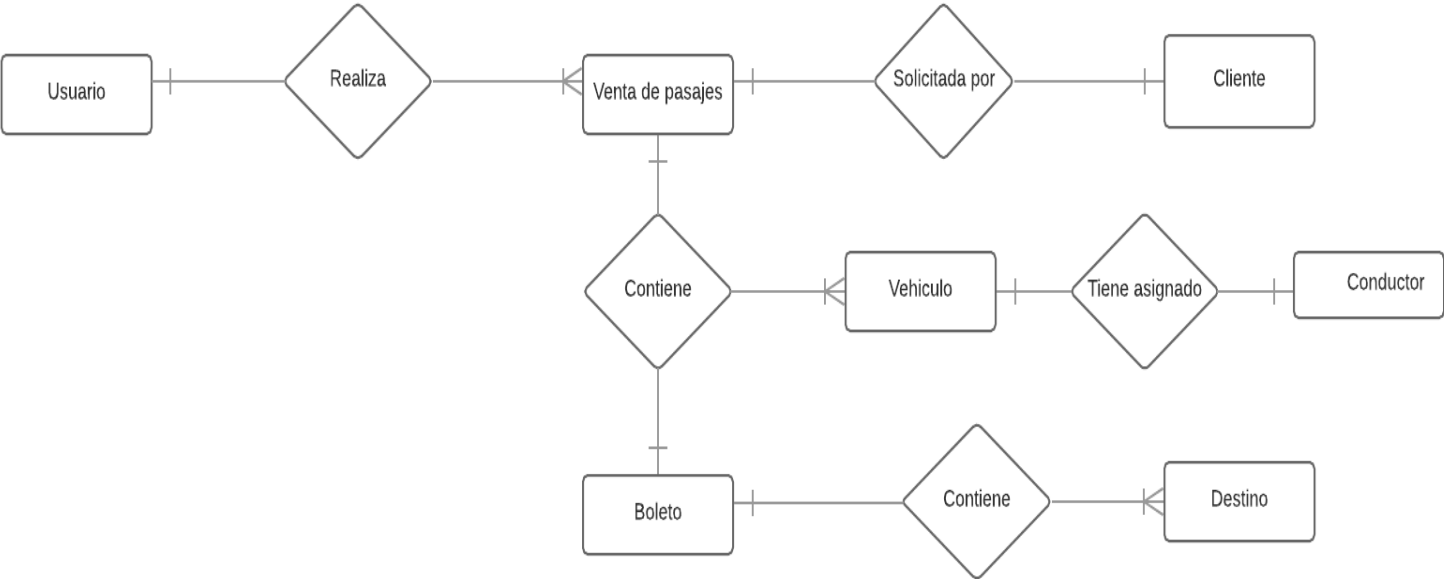 Usuario
Realiza
Venta de pasajes
Solicitada por
Cliente
Contiene
Vehiculo
Tiene asignado
Conductor
Boleto
Contiene
Destino